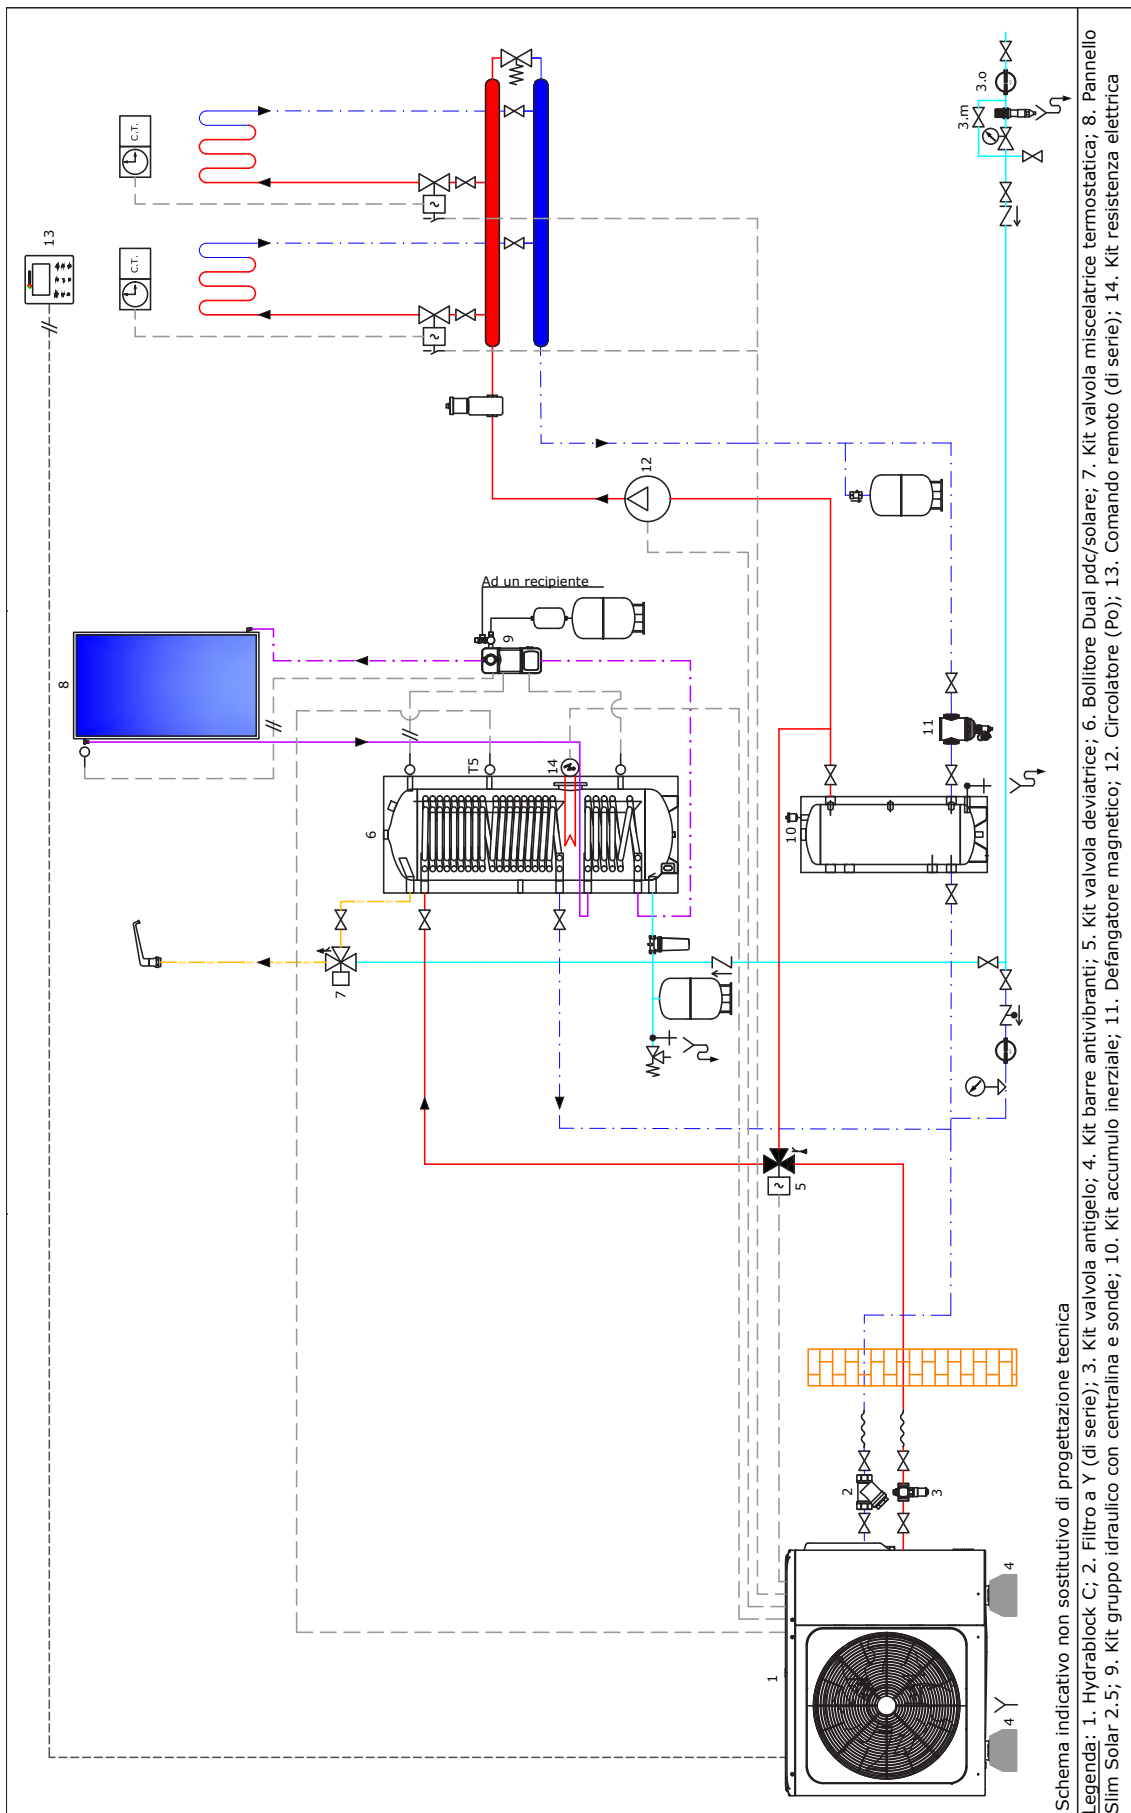 13
C.T.
C.T.
8
Ad un recipiente
9
12
3.o
3.m
6
T5
14
10
11
7
5
2
3
1
4
4
Schema indicativo non sostitutivo di progettazione tecnica
Legenda: 1. Hydrablock C; 2. Filtro a Y (di serie); 3. Kit valvola antigelo; 4. Kit barre antivibranti; 5. Kit valvola deviatrice; 6. Bollitore Dual pdc/solare; 7. Kit valvola miscelatrice termostatica; 8. Pannello
Slim Solar 2.5; 9. Kit gruppo idraulico con centralina e sonde; 10. Kit accumulo inerziale; 11. Defangatore magnetico; 12. Circolatore (Po); 13. Comando remoto (di serie); 14. Kit resistenza elettrica